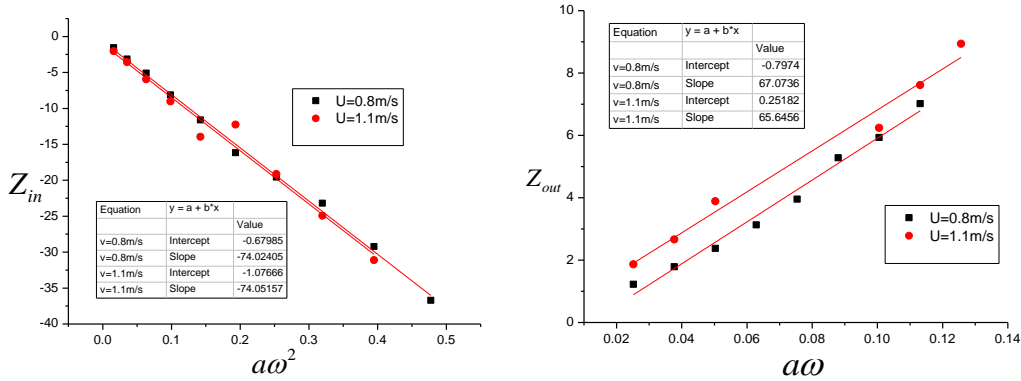 0
-5
-10
-15
-20
-25
-30
-35
-40
Z_in
U=0.8m/s
U=1.1m/s
Equation y = a + b*x
Value
v=0.8m/s Intercept -0.67985
v=0.8m/s Slope -74.02405
v=1.1m/s Intercept -1.07666
v=1.1m/s Slope -74.05157
0.0 0.1 0.2 0.3 0.4 0.5
aω²
10
8
6
4
2
0
Z_out
Equation y = a + b*x
Value
v=0.8m/s Intercept -0.7974
v=0.8m/s Slope 67.0736
v=1.1m/s Intercept 0.25182
v=1.1m/s Slope 65.6456
U=0.8m/s
U=1.1m/s
0.02 0.04 0.06 0.08 0.10 0.12 0.14
aω